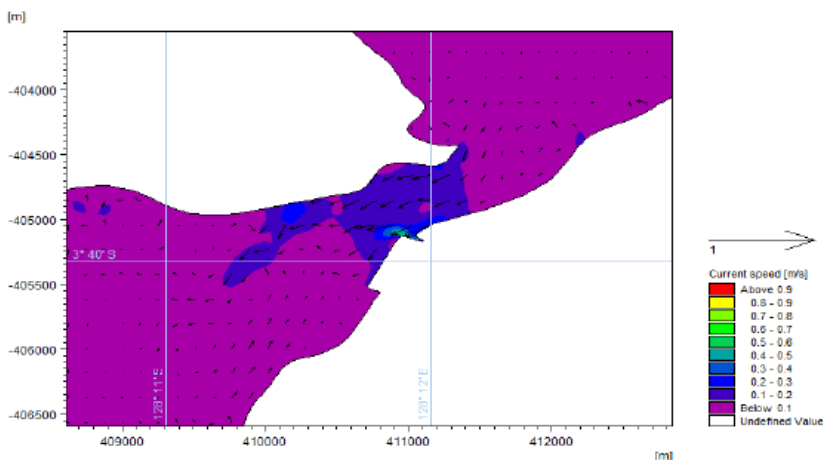 [m]
-404000
-404500
-405000
3° 40' S
-405500
-406000
-406500
128° 11' E
128° 12' E
409000 410000 411000 412000
[m]
1
Current speed [m/s]
Above 0.9
0.8 - 0.9
0.7 - 0.8
0.6 - 0.7
0.5 - 0.6
0.4 - 0.5
0.3 - 0.4
0.2 - 0.3
0.1 - 0.2
Below 0.1
Undefined Value